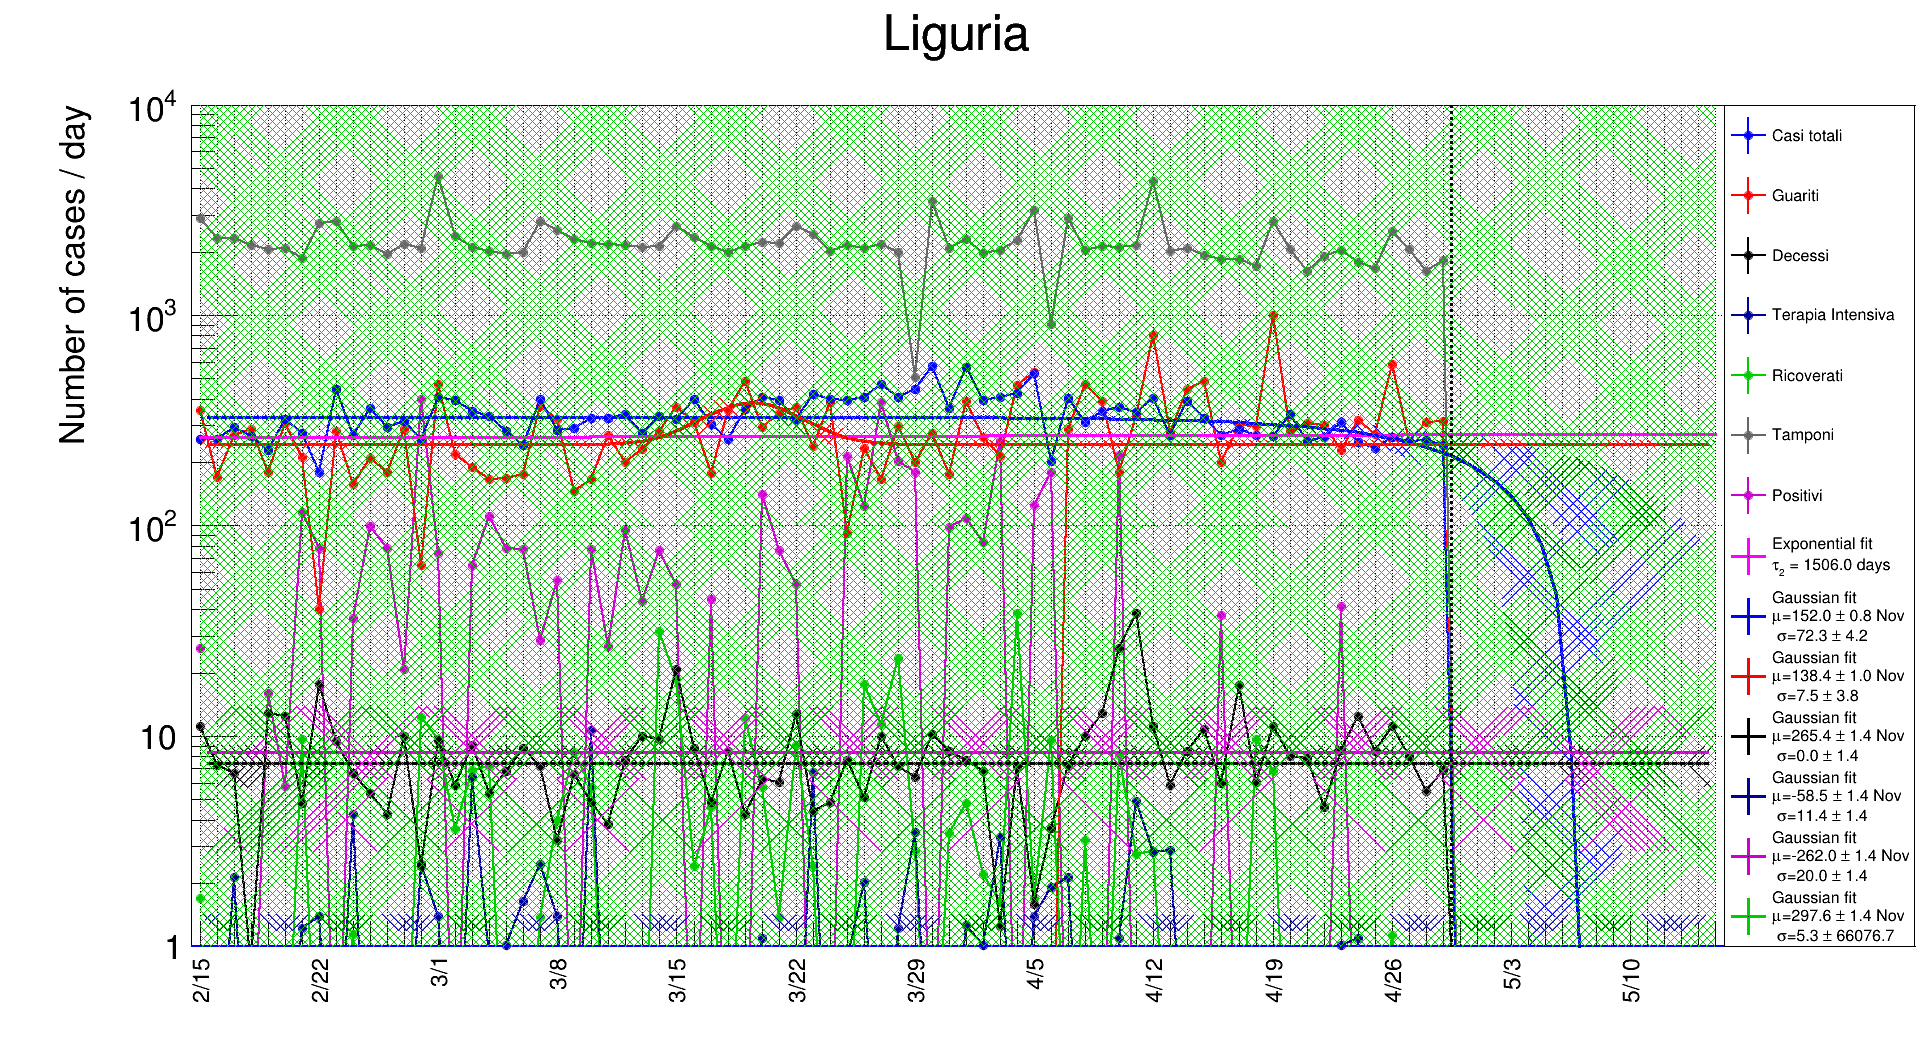 Liguria
Number of cases / day
10⁴
10³
10²
10
1
2/15
2/22
3/1
3/8
3/15
3/22
3/29
4/5
4/12
4/19
4/26
5/3
5/10
Casi totali
Guariti
Decessi
Terapia Intensiva
Ricoverati
Tamponi
Positivi
Exponential fit
τ₂ = 1506.0 days
Gaussian fit
μ=152.0 ± 0.8 Nov
σ=72.3 ± 4.2
Gaussian fit
μ=138.4 ± 1.0 Nov
σ=7.5 ± 3.8
Gaussian fit
μ=265.4 ± 1.4 Nov
σ=0.0 ± 1.4
Gaussian fit
μ=-58.5 ± 1.4 Nov
σ=11.4 ± 1.4
Gaussian fit
μ=-262.0 ± 1.4 Nov
σ=20.0 ± 1.4
Gaussian fit
μ=297.6 ± 1.4 Nov
σ=5.3 ± 66076.7